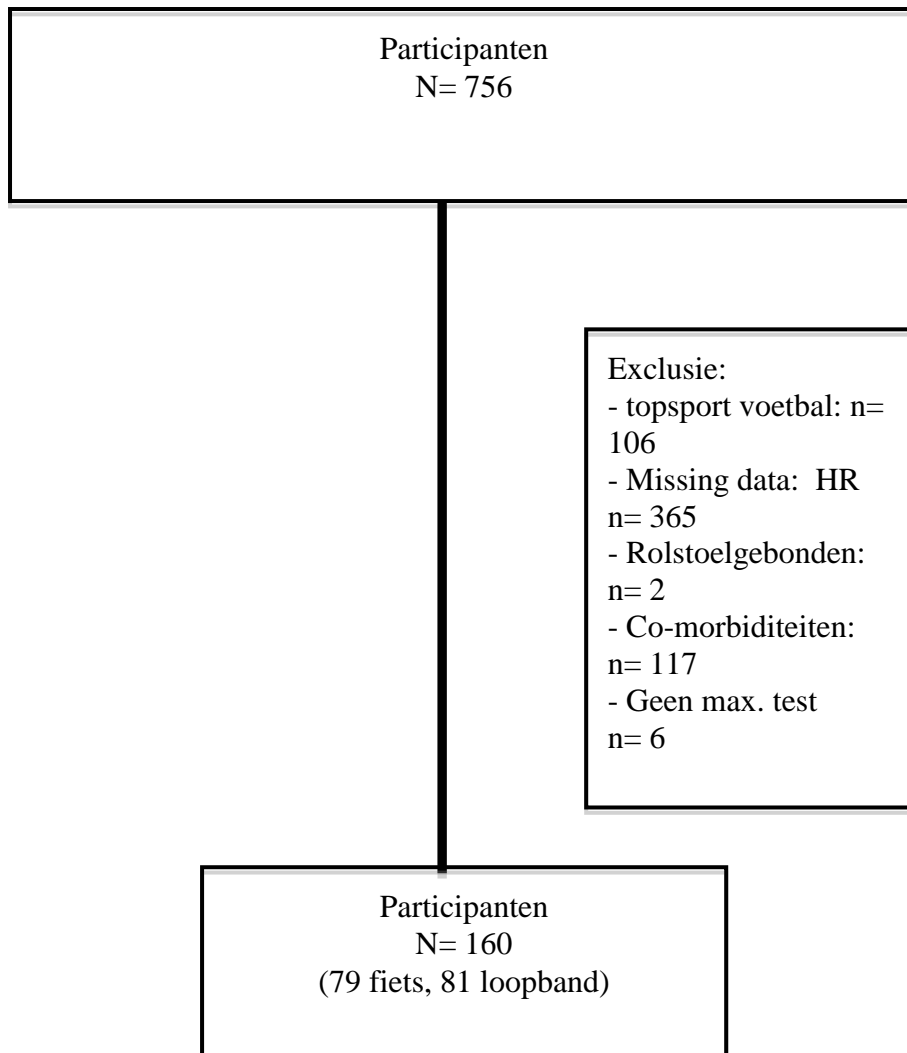 Participanten
N= 756
Exclusie:
- topsport voetbal: n=
106
- Missing data:  HR
n= 365
- Rolstoelgebonden:
n= 2
- Co-morbiditeiten:
n= 117
- Geen max. test
n= 6
Participanten
N= 160
(79 fiets, 81 loopband)